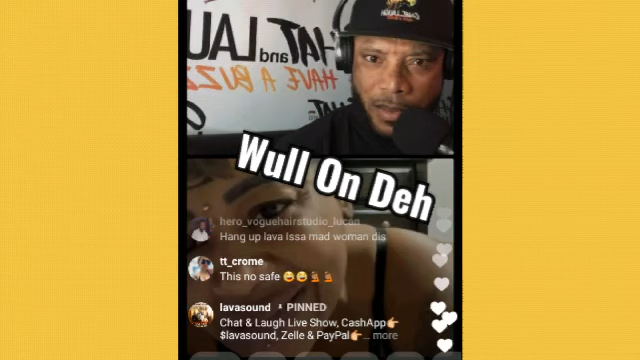 HAT and LAU
HAVE A BUZZ
Wull On Deh
hero_voguehairstudio_lucan
Hang up lava Issa mad woman dis
tt_crome
This no safe 😂😂💃💃
lavasound PINNED
Chat & Laugh Live Show, CashApp👉
$lavasound, Zelle & PayPal👉... more